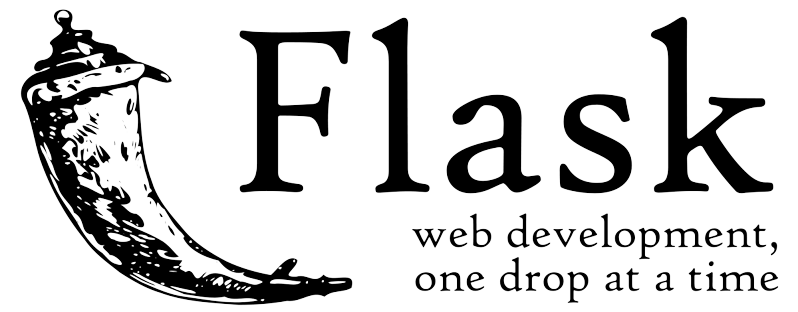 Flask
web development,
one drop at a time